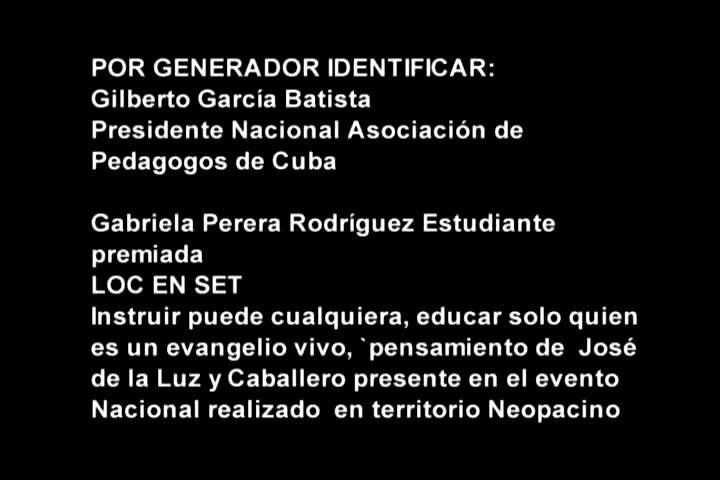 POR GENERADOR IDENTIFICAR:
Gilberto García Batista
Presidente Nacional Asociación de
Pedagogos de Cuba
Gabriela Perera Rodríguez Estudiante
premiada
LOC EN SET
Instruir puede cualquiera, educar solo quien
es un evangelio vivo, `pensamiento de  José
de la Luz y Caballero presente en el evento
Nacional realizado  en territorio Neopacino